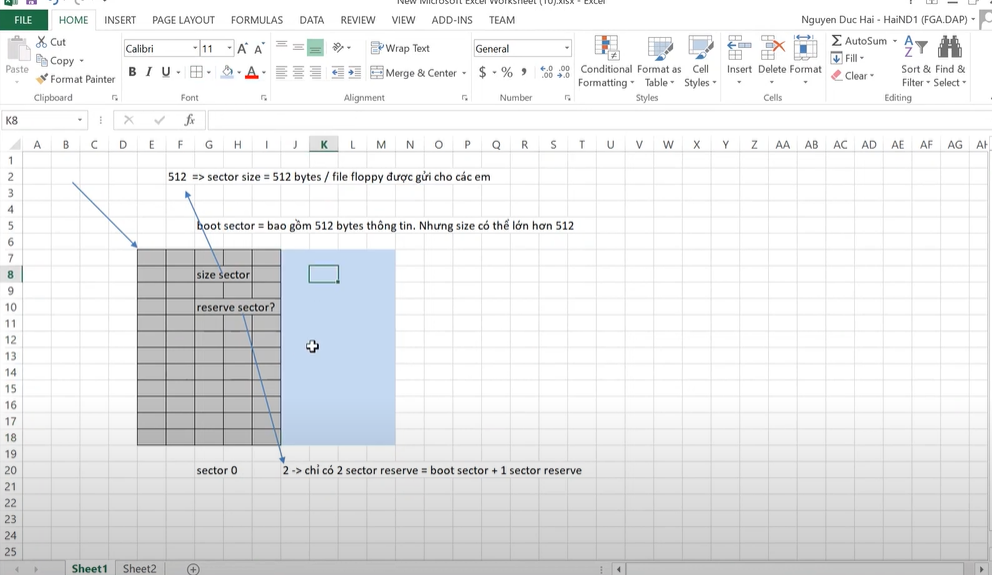 New Microsoft Excel Worksheet (10).xlsx - Excel
FILE HOME INSERT PAGE LAYOUT FORMULAS DATA REVIEW VIEW ADD-INS TEAM Nguyen Duc Hai - HaiND1 (FGA.DAP)
Paste
Cut
Copy
Format Painter
Clipboard
Calibri 11 A A
B I U A
Font
Wrap Text
Merge & Center
Alignment
General
$ % , .0 .00 .00 .0
Number
Conditional Formatting
Format as Table
Cell Styles
Styles
Insert Delete Format
Cells
AutoSum
Fill
Clear
Sort & Filter
Find & Select
Editing
K8 fx
A B C D E F G H I J K L M N O P Q R S T U V W X Y Z AA AB AC AD AE AF AG AH
1
2 512 => sector size = 512 bytes / file floppy được gửi cho các em
3
4
5 boot sector = bao gồm 512 bytes thông tin. Nhưng size có thể lớn hơn 512
6
7
8 size sector
9
10 reserve sector?
11
12
13
14
15
16
17
18
19
20 sector 0 2 -> chỉ có 2 sector reserve = boot sector + 1 sector reserve
21
22
23
24
25
Sheet1 Sheet2